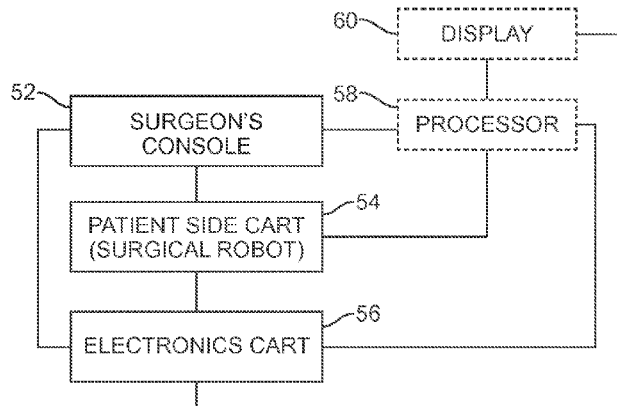 60
DISPLAY
52
58
SURGEON'S
CONSOLE
PROCESSOR
54
PATIENT SIDE CART
(SURGICAL ROBOT)
56
ELECTRONICS CART